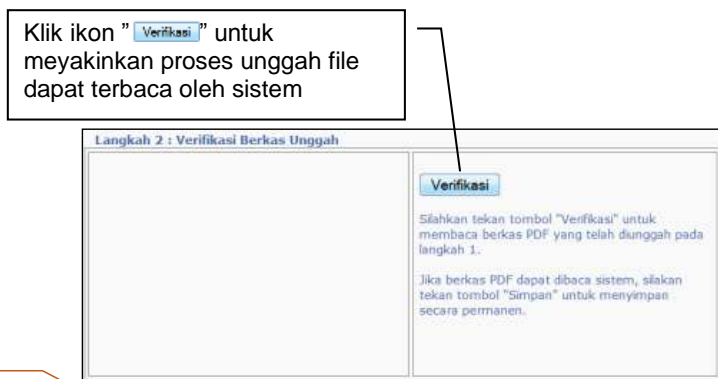 Klik ikon " Verifikasi " untuk
meyakinkan proses unggah file
dapat terbaca oleh sistem
Langkah 2 : Verifikasi Berkas Unggah
Verifikasi
Silahkan tekan tombol "Verifikasi" untuk
membaca berkas PDF yang telah diunggah pada
langkah 1.
Jika berkas PDF dapat dibaca sistem, silakan
tekan tombol "Simpan" untuk menyimpan
secara permanen.